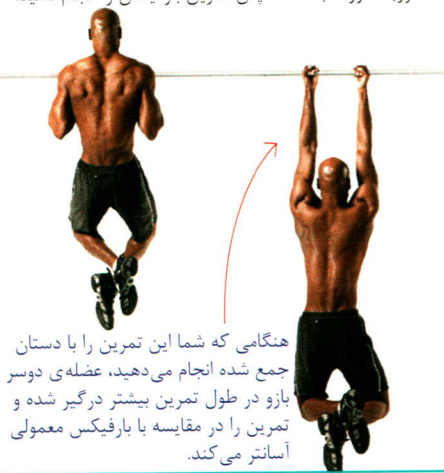 هنگامی که شما این تمرین را با دستان
جمع شده انجام می‌دهید، عضله‌ی دوسر
بازو در طول تمرین بیشتر درگیر شده و
تمرین را در مقایسه با بارفیکس معمولی
آسانتر می‌کند.